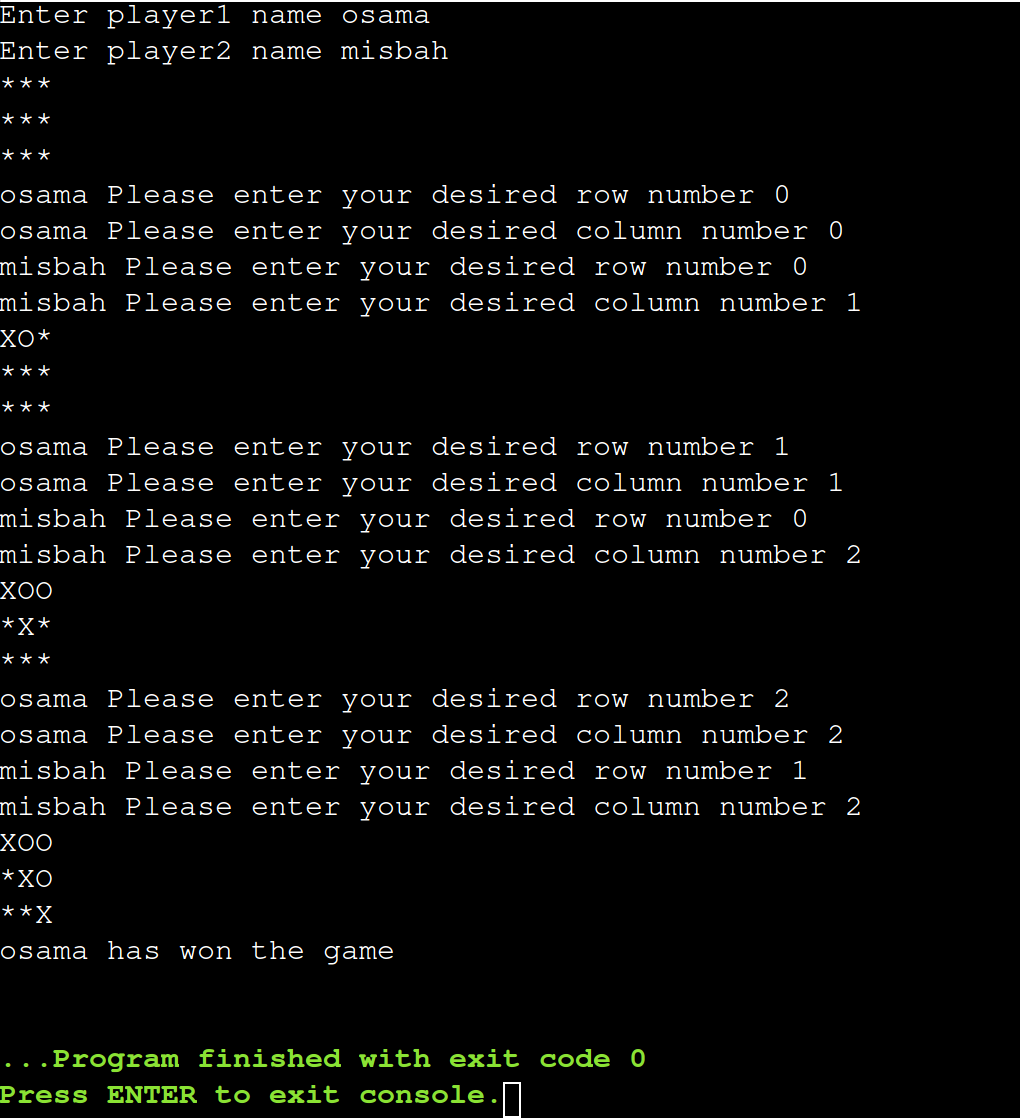 Enter player1 name osama
Enter player2 name misbah
***
***
***
osama Please enter your desired row number 0
osama Please enter your desired column number 0
misbah Please enter your desired row number 0
misbah Please enter your desired column number 1
XO*
***
***
osama Please enter your desired row number 1
osama Please enter your desired column number 1
misbah Please enter your desired row number 0
misbah Please enter your desired column number 2
XOO
*X*
***
osama Please enter your desired row number 2
osama Please enter your desired column number 2
misbah Please enter your desired row number 1
misbah Please enter your desired column number 2
XOO
*XO
**X
osama has won the game
...Program finished with exit code 0
Press ENTER to exit console.